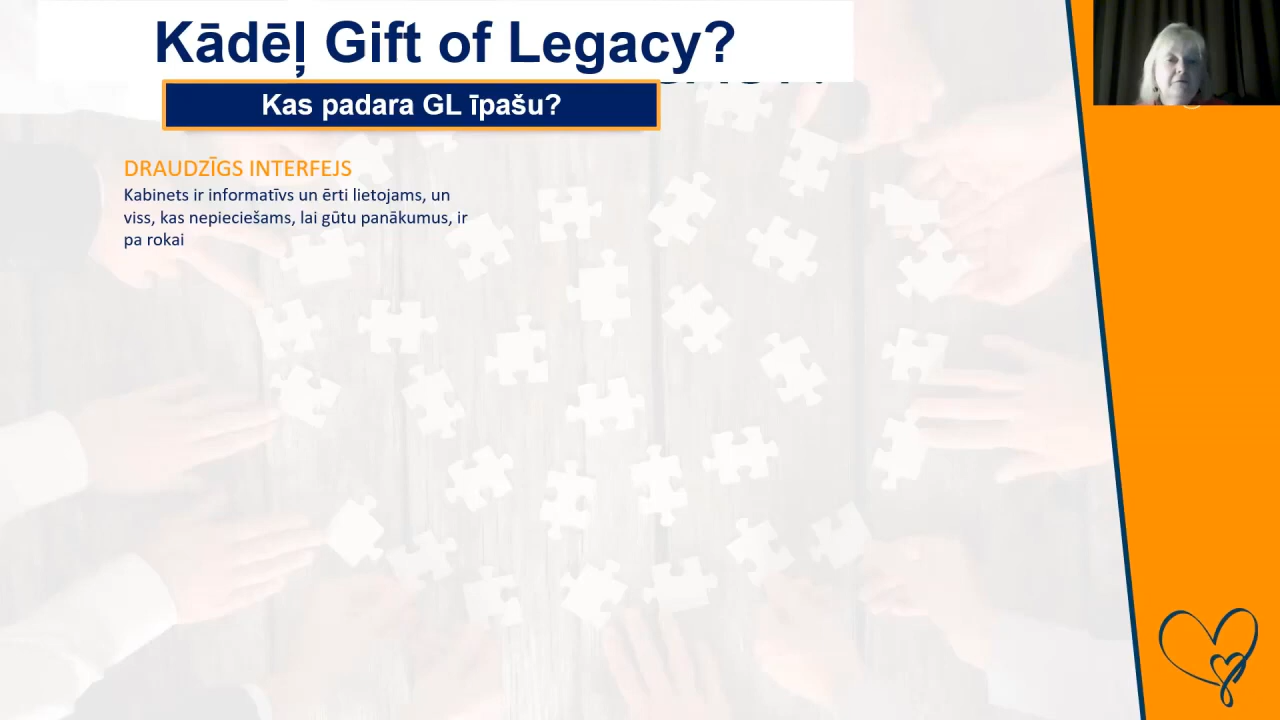 Kādēļ Gift of Legacy?
Kas padara GL īpašu?
DRAUDZĪGS INTERFEJS
Kabinets ir informatīvs un ērti lietojams, un
viss, kas nepieciešams, lai gūtu panākumus, ir
pa rokai